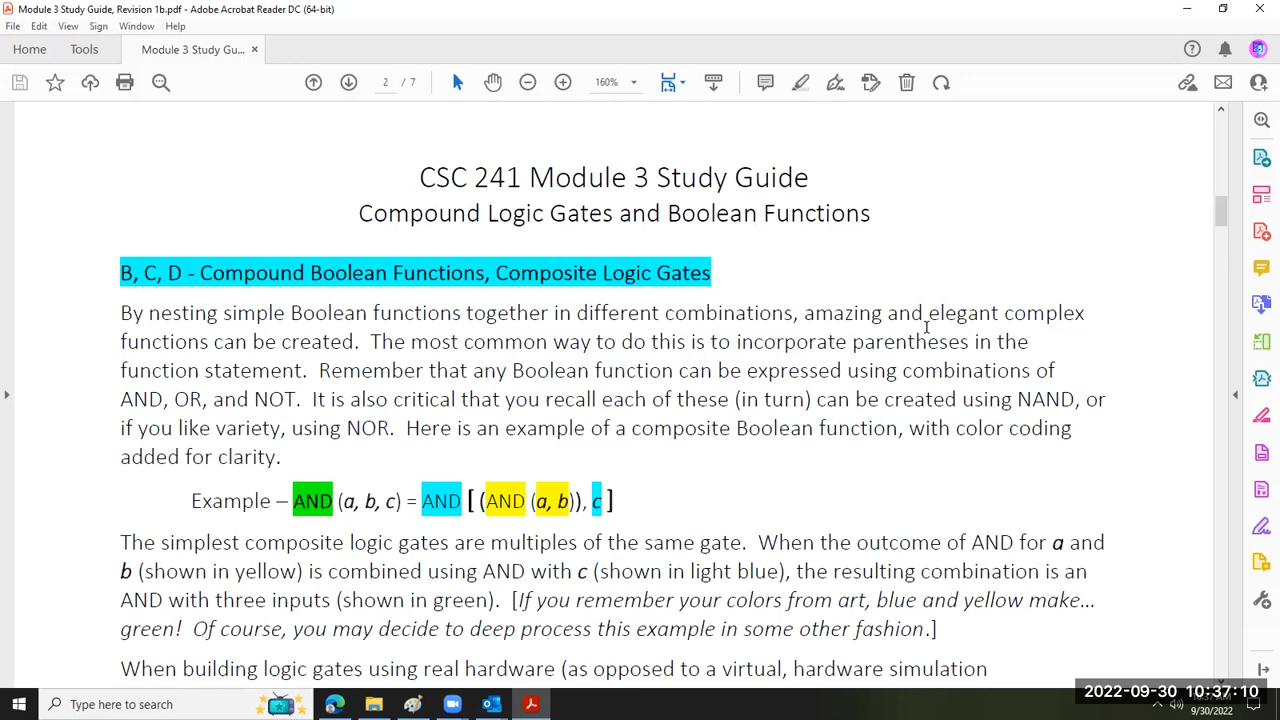 Module 3 Study Guide, Revision 1b.pdf - Adobe Acrobat Reader DC (64-bit)
File Edit View Sign Window Help
Home Tools Module 3 Study Gu... ×
2 / 7 160%
CSC 241 Module 3 Study Guide
Compound Logic Gates and Boolean Functions
B, C, D - Compound Boolean Functions, Composite Logic Gates
By nesting simple Boolean functions together in different combinations, amazing and elegant complex
functions can be created. The most common way to do this is to incorporate parentheses in the
function statement. Remember that any Boolean function can be expressed using combinations of
AND, OR, and NOT. It is also critical that you recall each of these (in turn) can be created using NAND, or
if you like variety, using NOR. Here is an example of a composite Boolean function, with color coding
added for clarity.
Example – AND (a, b, c) = AND [ (AND (a, b)), c ]
The simplest composite logic gates are multiples of the same gate. When the outcome of AND for a and
b (shown in yellow) is combined using AND with c (shown in light blue), the resulting combination is an
AND with three inputs (shown in green). [If you remember your colors from art, blue and yellow make...
green! Of course, you may decide to deep process this example in some other fashion.]
When building logic gates using real hardware (as opposed to a virtual, hardware simulation
Type here to search
2022-09-30 10:37:10
9/30/2022